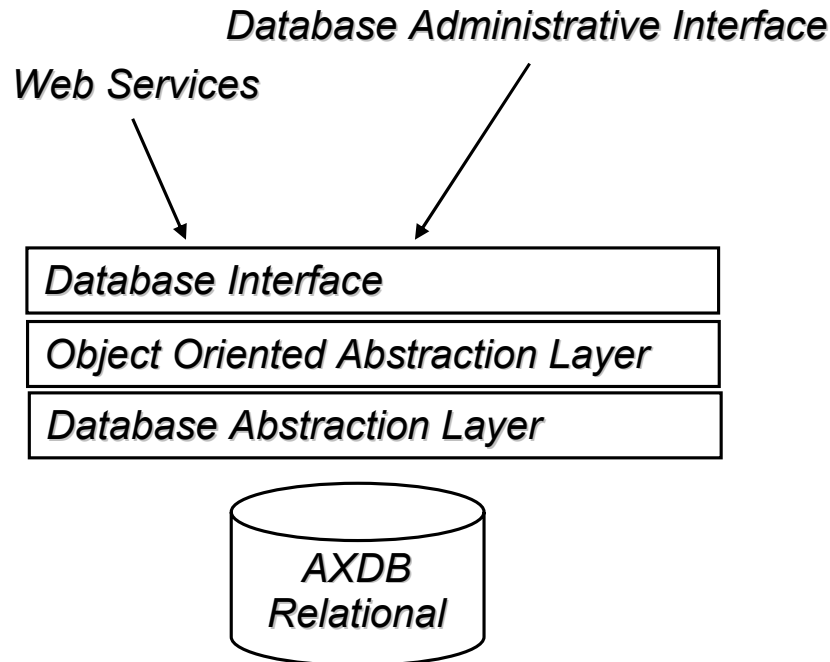 Database Administrative Interface
Web Services
Database Interface
Object Oriented Abstraction Layer
Database Abstraction Layer
AXDB
Relational